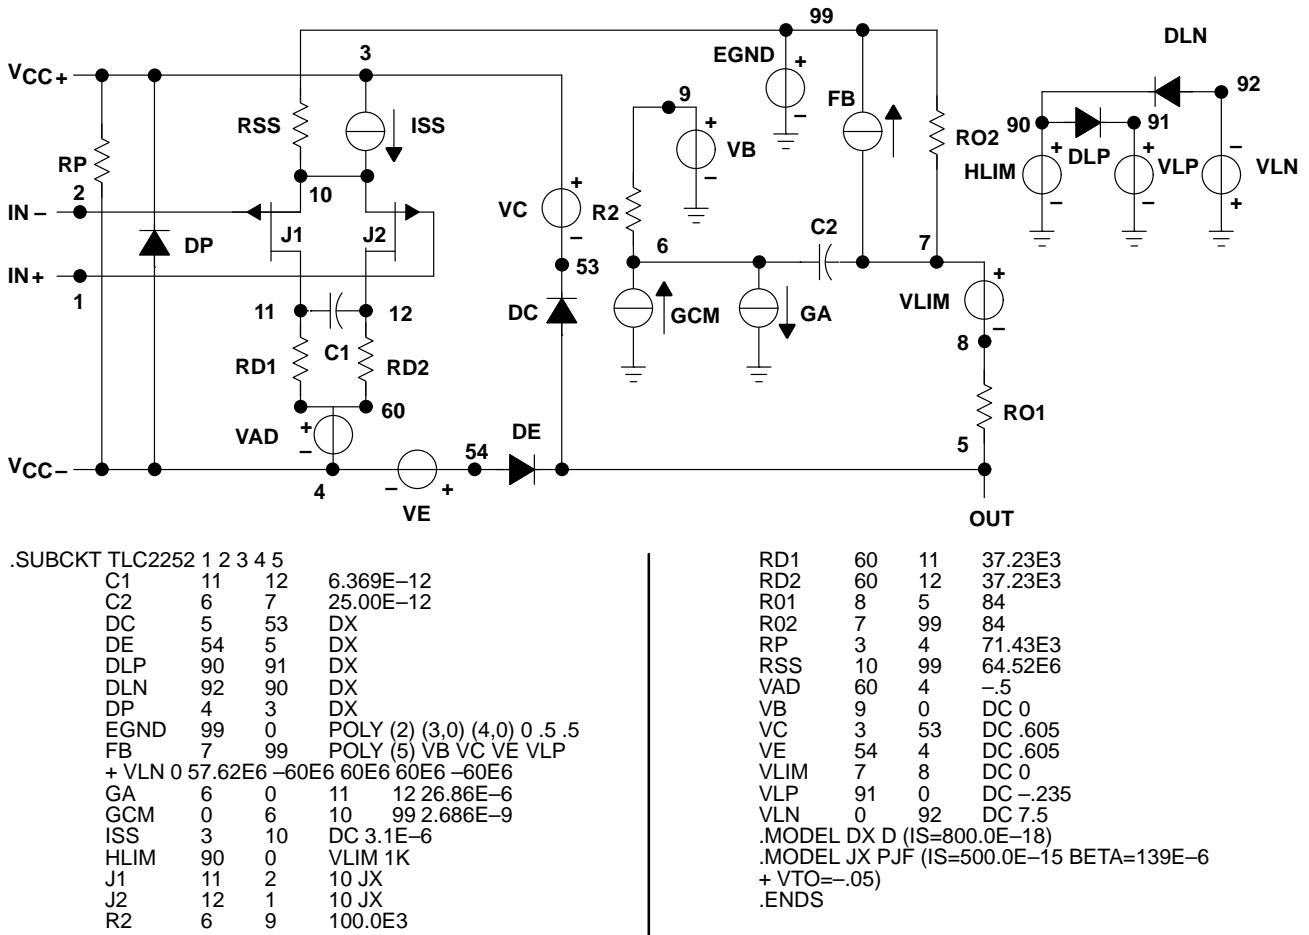 99
DLN
3
EGND
+
–
FB
92
VCC+
9
RSS
ISS
+
–
VB
RO2
90
91
DLP
HLIM
+
–
VLP
+
–
VLN
–
+
RP
2
10
VC
+
–
R2
IN–
J1
J2
C2
DP
6
7
IN+
53
1
VLIM
+
–
11
12
DC
GCM
GA
C1
8
RD1
RD2
60
RO1
VAD
+
–
DE
54
5
VCC–
4
–
+
VE
OUT
.SUBCKT TLC2252 1 2 3 4 5
C1 11 12 6.369E–12
C2 6 7 25.00E–12
DC 5 53 DX
DE 54 5 DX
DLP 90 91 DX
DLN 92 90 DX
DP 4 3 DX
EGND 99 0 POLY (2) (3,0) (4,0) 0 .5 .5
FB 7 99 POLY (5) VB VC VE VLP
+ VLN 0 57.62E6 –60E6 60E6 60E6 –60E6
GA 6 0 11 12 26.86E–6
GCM 0 6 10 99 2.686E–9
ISS 3 10 DC 3.1E–6
HLIM 90 0 VLIM 1K
J1 11 2 10 JX
J2 12 1 10 JX
R2 6 9 100.0E3
RD1 60 11 37.23E3
RD2 60 12 37.23E3
R01 8 5 84
R02 7 99 84
RP 3 4 71.43E3
RSS 10 99 64.52E6
VAD 60 4 –.5
VB 9 0 DC 0
VC 3 53 DC .605
VE 54 4 DC .605
VLIM 7 8 DC 0
VLP 91 0 DC –.235
VLN 0 92 DC 7.5
.MODEL DX D (IS=800.0E–18)
.MODEL JX PJF (IS=500.0E–15 BETA=139E–6
+ VTO=–.05)
.ENDS